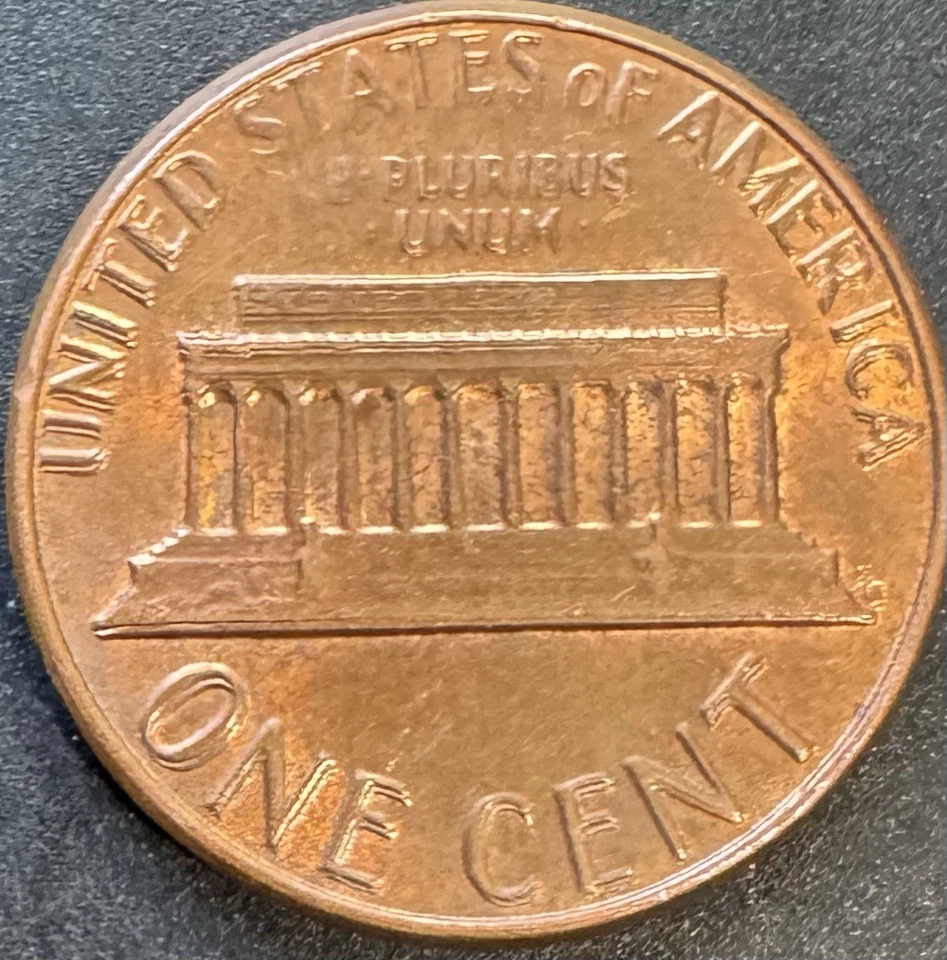 UNITED STATES OF AMERICA
E · PLURIBUS
· UNUM ·
ONE CENT